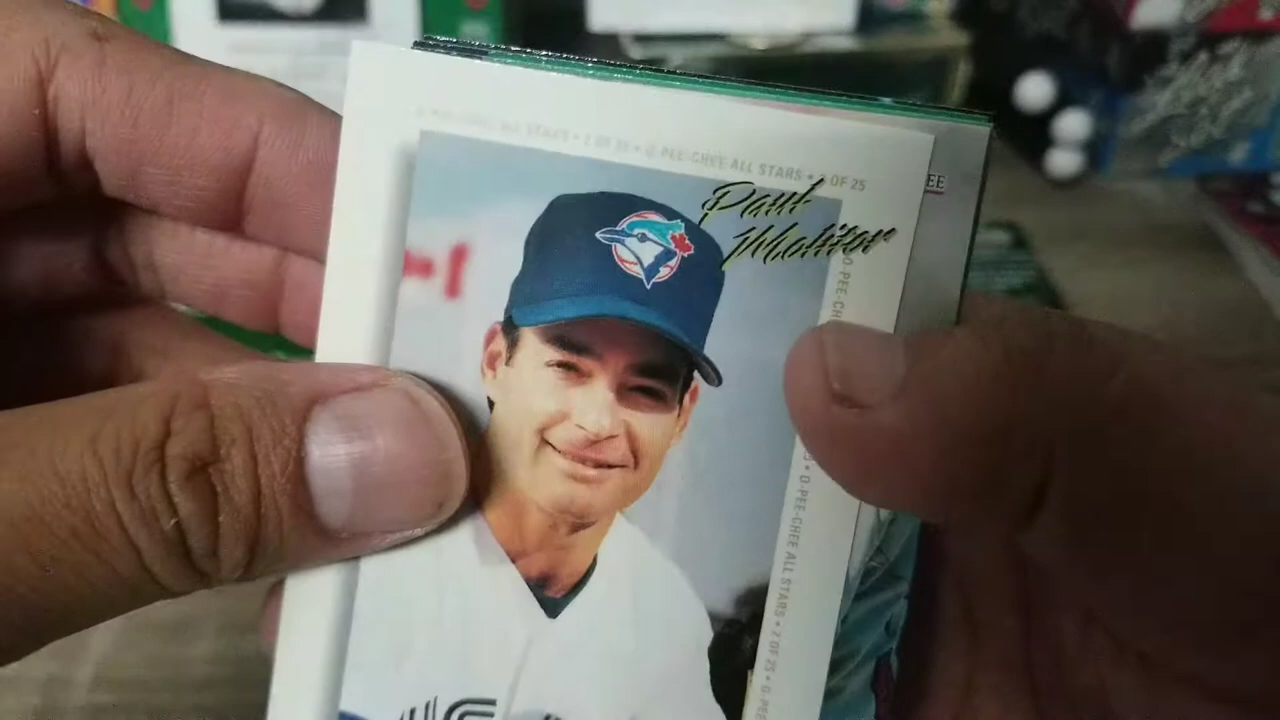 ALL STARS • 2 OF 25 • O-PEE-CHEE ALL STARS • 2 OF 25
Paul
Molitor
EE
O-PEE-CH
• O-PEE-CHEE ALL STARS • 2 OF 25 • O-PEE